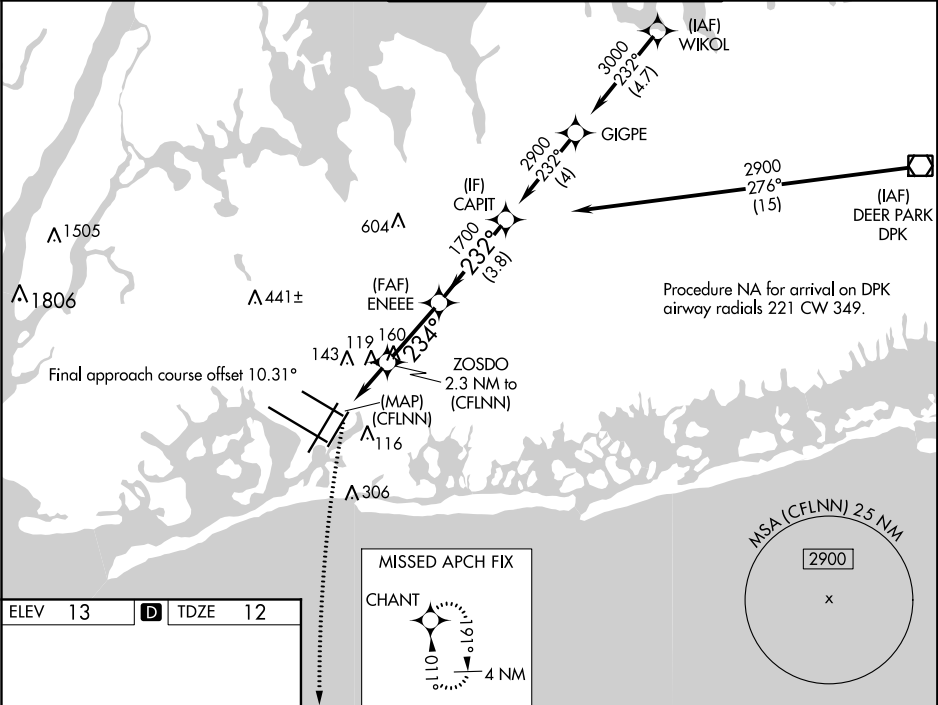 (IAF)
WIKOL
3000
232°
(4.7)
GIGPE
2900
232°
(4)
2900
276°
(15)
(IAF)
DEER PARK
DPK
(IF)
CAPIT
604
1505
1700
232°
(3.8)
1806
441±
(FAF)
ENEEE
Procedure NA for arrival on DPK
airway radials 221 CW 349.
234°
160
119
143
ZOSDO
2.3 NM to
(CFLNN)
Final approach course offset 10.31°
(MAP)
(CFLNN)
116
306
MSA (CFLNN) 25 NM
2900
x
MISSED APCH FIX
CHANT
191°
011°
4 NM
ELEV 13 D TDZE 12